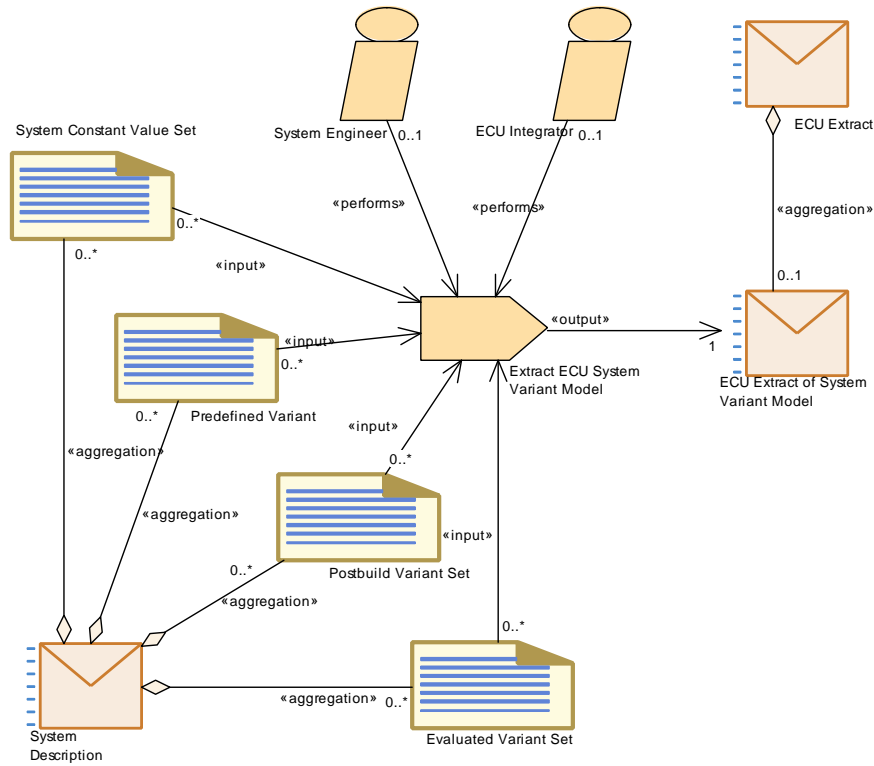 System Constant Value Set
System Engineer
0..1
ECU Integrator
0..1
ECU Extract
«performs»
«performs»
«aggregation»
0..*
0..*
«input»
0..1
«output»
1
«input»
0..*
Extract ECU System
Variant Model
ECU Extract of System
Variant Model
0..*
Predefined Variant
«input»
«aggregation»
0..*
«aggregation»
«input»
0..*
Postbuild Variant Set
«aggregation»
0..*
«aggregation»
0..*
System
Description
Evaluated Variant Set